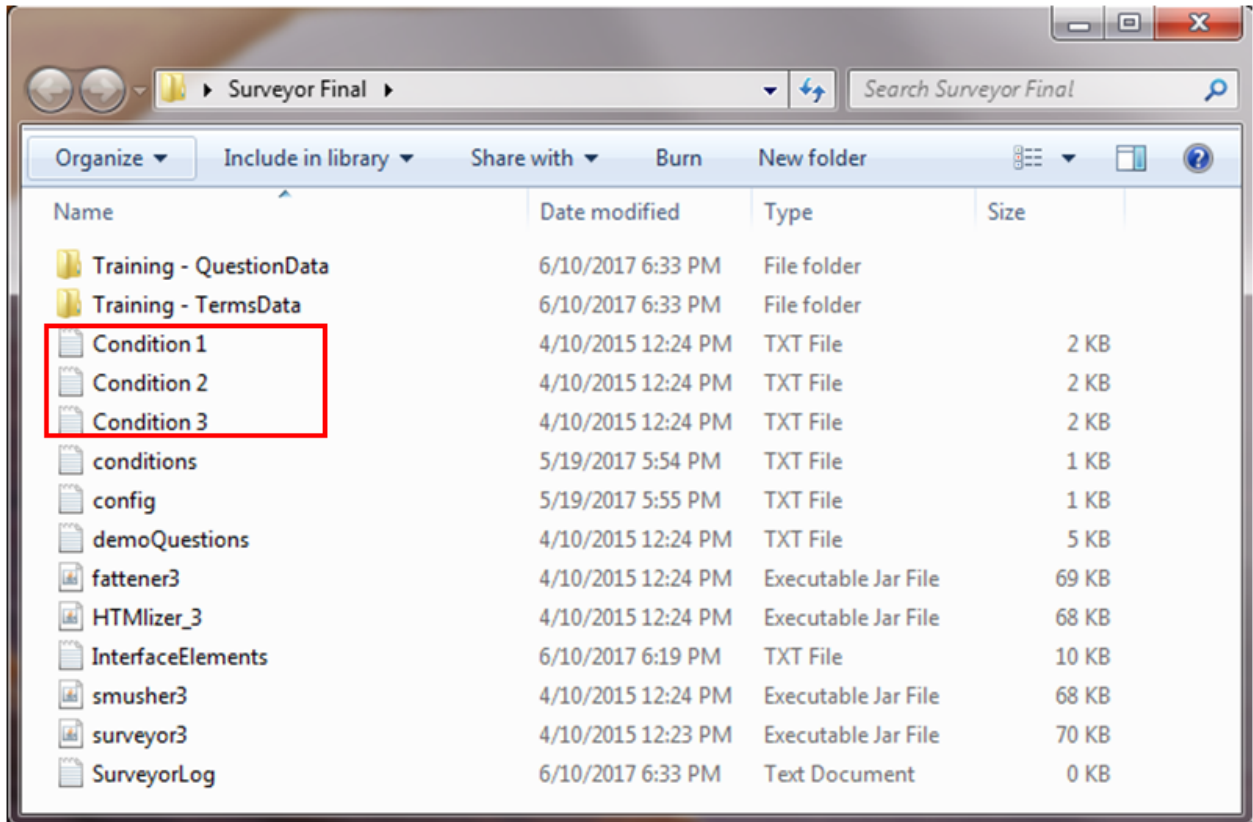 Surveyor Final
Search Surveyor Final
Organize Include in library Share with Burn New folder
Name Date modified Type Size
Training - QuestionData 6/10/2017 6:33 PM File folder
Training - TermsData 6/10/2017 6:33 PM File folder
Condition 1 4/10/2015 12:24 PM TXT File 2 KB
Condition 2 4/10/2015 12:24 PM TXT File 2 KB
Condition 3 4/10/2015 12:24 PM TXT File 2 KB
conditions 5/19/2017 5:54 PM TXT File 1 KB
config 5/19/2017 5:55 PM TXT File 1 KB
demoQuestions 4/10/2015 12:24 PM TXT File 5 KB
fattener3 4/10/2015 12:24 PM Executable Jar File 69 KB
HTMlizer_3 4/10/2015 12:24 PM Executable Jar File 68 KB
InterfaceElements 6/10/2017 6:19 PM TXT File 10 KB
smusher3 4/10/2015 12:24 PM Executable Jar File 68 KB
surveyor3 4/10/2015 12:23 PM Executable Jar File 70 KB
SurveyorLog 6/10/2017 6:33 PM Text Document 0 KB